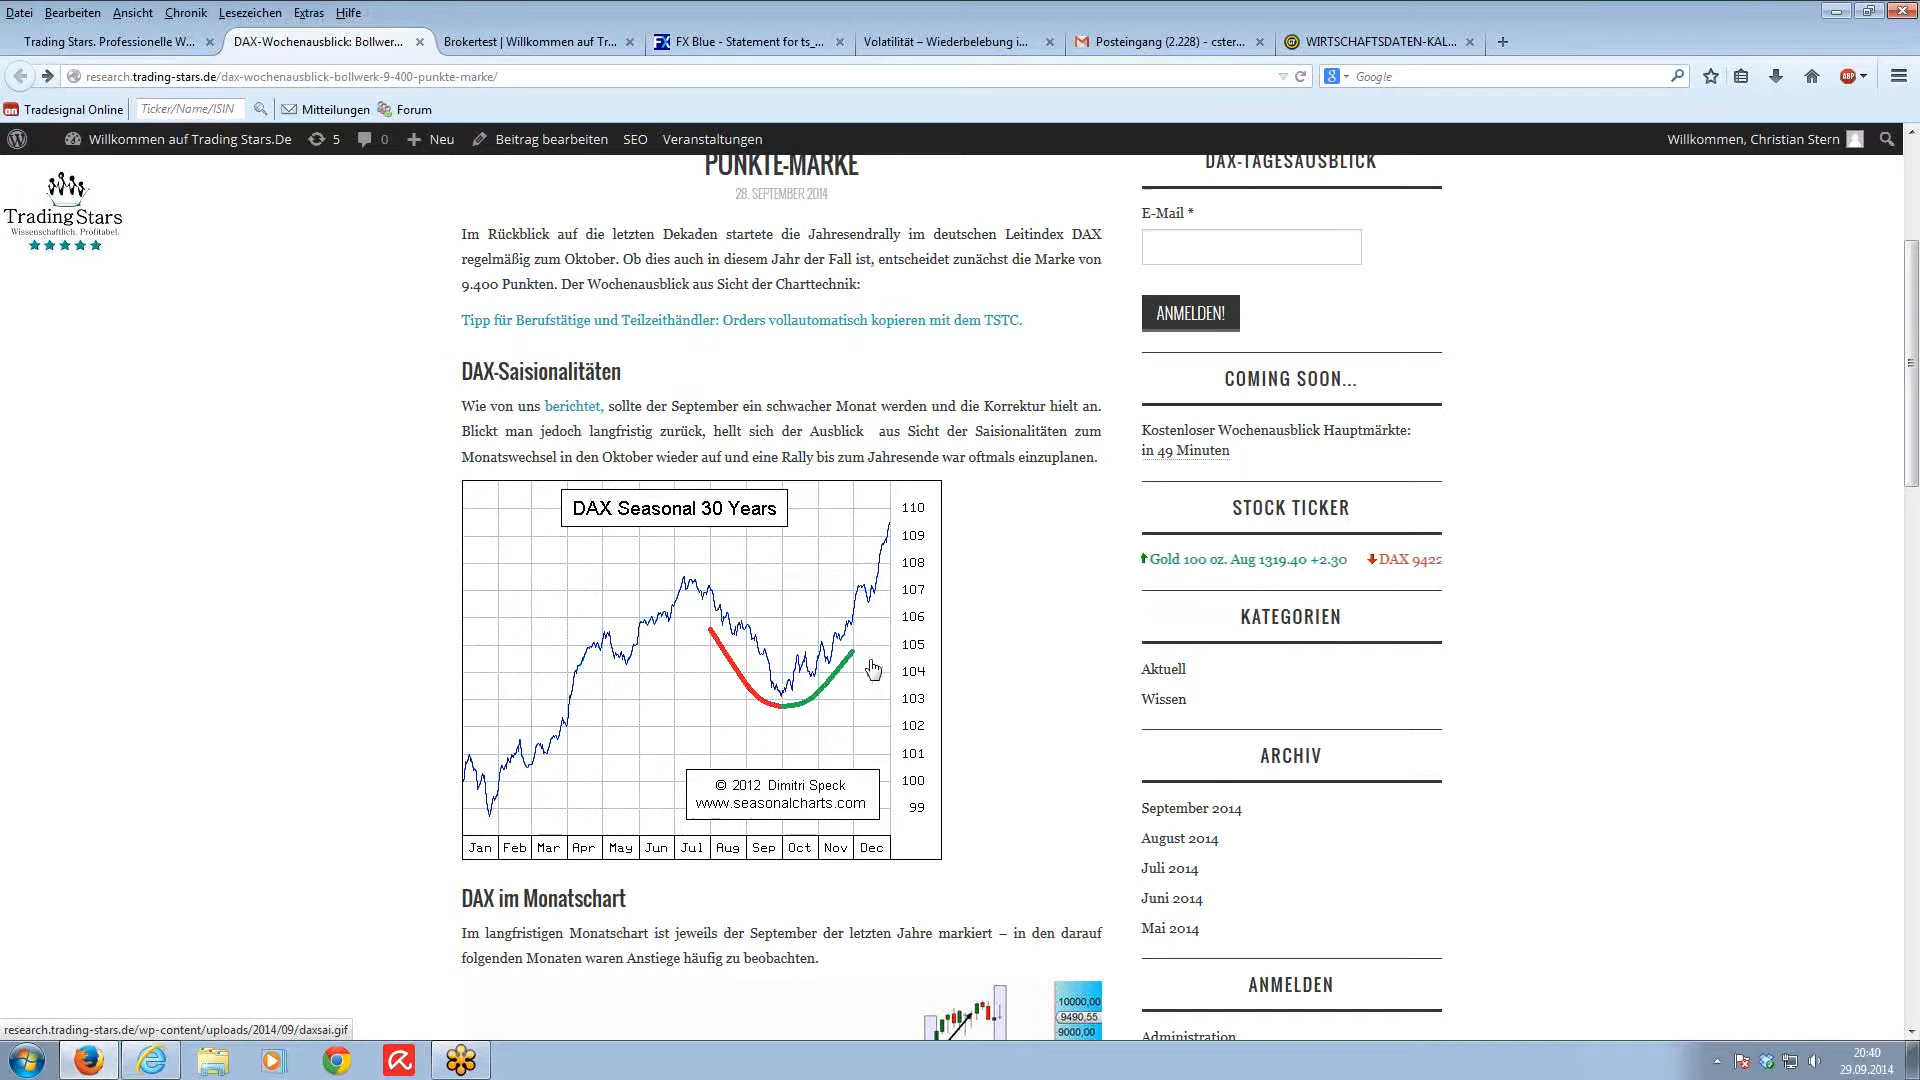 Datei Bearbeiten Ansicht Chronik Lesezeichen Extras Hilfe
Trading Stars. Professionelle W... DAX-Wochenausblick: Bollwer... Brokertest | Willkommen auf Tr... FX Blue - Statement for ts_... Volatilität – Wiederbelebung i... Posteingang (2.228) - cster... WIRTSCHAFTSDATEN-KAL...
research.trading-stars.de/dax-wochenausblick-bollwerk-9-400-punkte-marke/
Google
ABP
on Tradesignal Online Ticker/Name/ISIN Mitteilungen Forum
Willkommen auf Trading Stars.De 5 0 Neu Beitrag bearbeiten SEO Veranstaltungen Willkommen, Christian Stern
Trading Stars
Wissenschaftlich. Profitabel.
PUNKTE-MARKE
28. SEPTEMBER 2014
Im Rückblick auf die letzten Dekaden startete die Jahresendrally im deutschen Leitindex DAX
regelmäßig zum Oktober. Ob dies auch in diesem Jahr der Fall ist, entscheidet zunächst die Marke von
9.400 Punkten. Der Wochenausblick aus Sicht der Charttechnik:
Tipp für Berufstätige und Teilzeithändler: Orders vollautomatisch kopieren mit dem TSTC.
DAX-Saisionalitäten
Wie von uns berichtet, sollte der September ein schwacher Monat werden und die Korrektur hielt an.
Blickt man jedoch langfristig zurück, hellt sich der Ausblick aus Sicht der Saisionalitäten zum
Monatswechsel in den Oktober wieder auf und eine Rally bis zum Jahresende war oftmals einzuplanen.
DAX Seasonal 30 Years
110
109
108
107
106
105
104
103
102
101
100
99
© 2012 Dimitri Speck
www.seasonalcharts.com
Jan Feb Mar Apr May Jun Jul Aug Sep Oct Nov Dec
DAX im Monatschart
Im langfristigen Monatschart ist jeweils der September der letzten Jahre markiert – in den darauf
folgenden Monaten waren Anstiege häufig zu beobachten.
10000,00
9490,55
9000,00
DAX-TAGESAUSBLICK
E-Mail *
ANMELDEN!
COMING SOON...
Kostenloser Wochenausblick Hauptmärkte:
in 49 Minuten
STOCK TICKER
Gold 100 oz. Aug 1319.40 +2.30 DAX 9422
KATEGORIEN
Aktuell
Wissen
ARCHIV
September 2014
August 2014
Juli 2014
Juni 2014
Mai 2014
ANMELDEN
Administration
research.trading-stars.de/wp-content/uploads/2014/09/daxsai.gif
20:40
29.09.2014